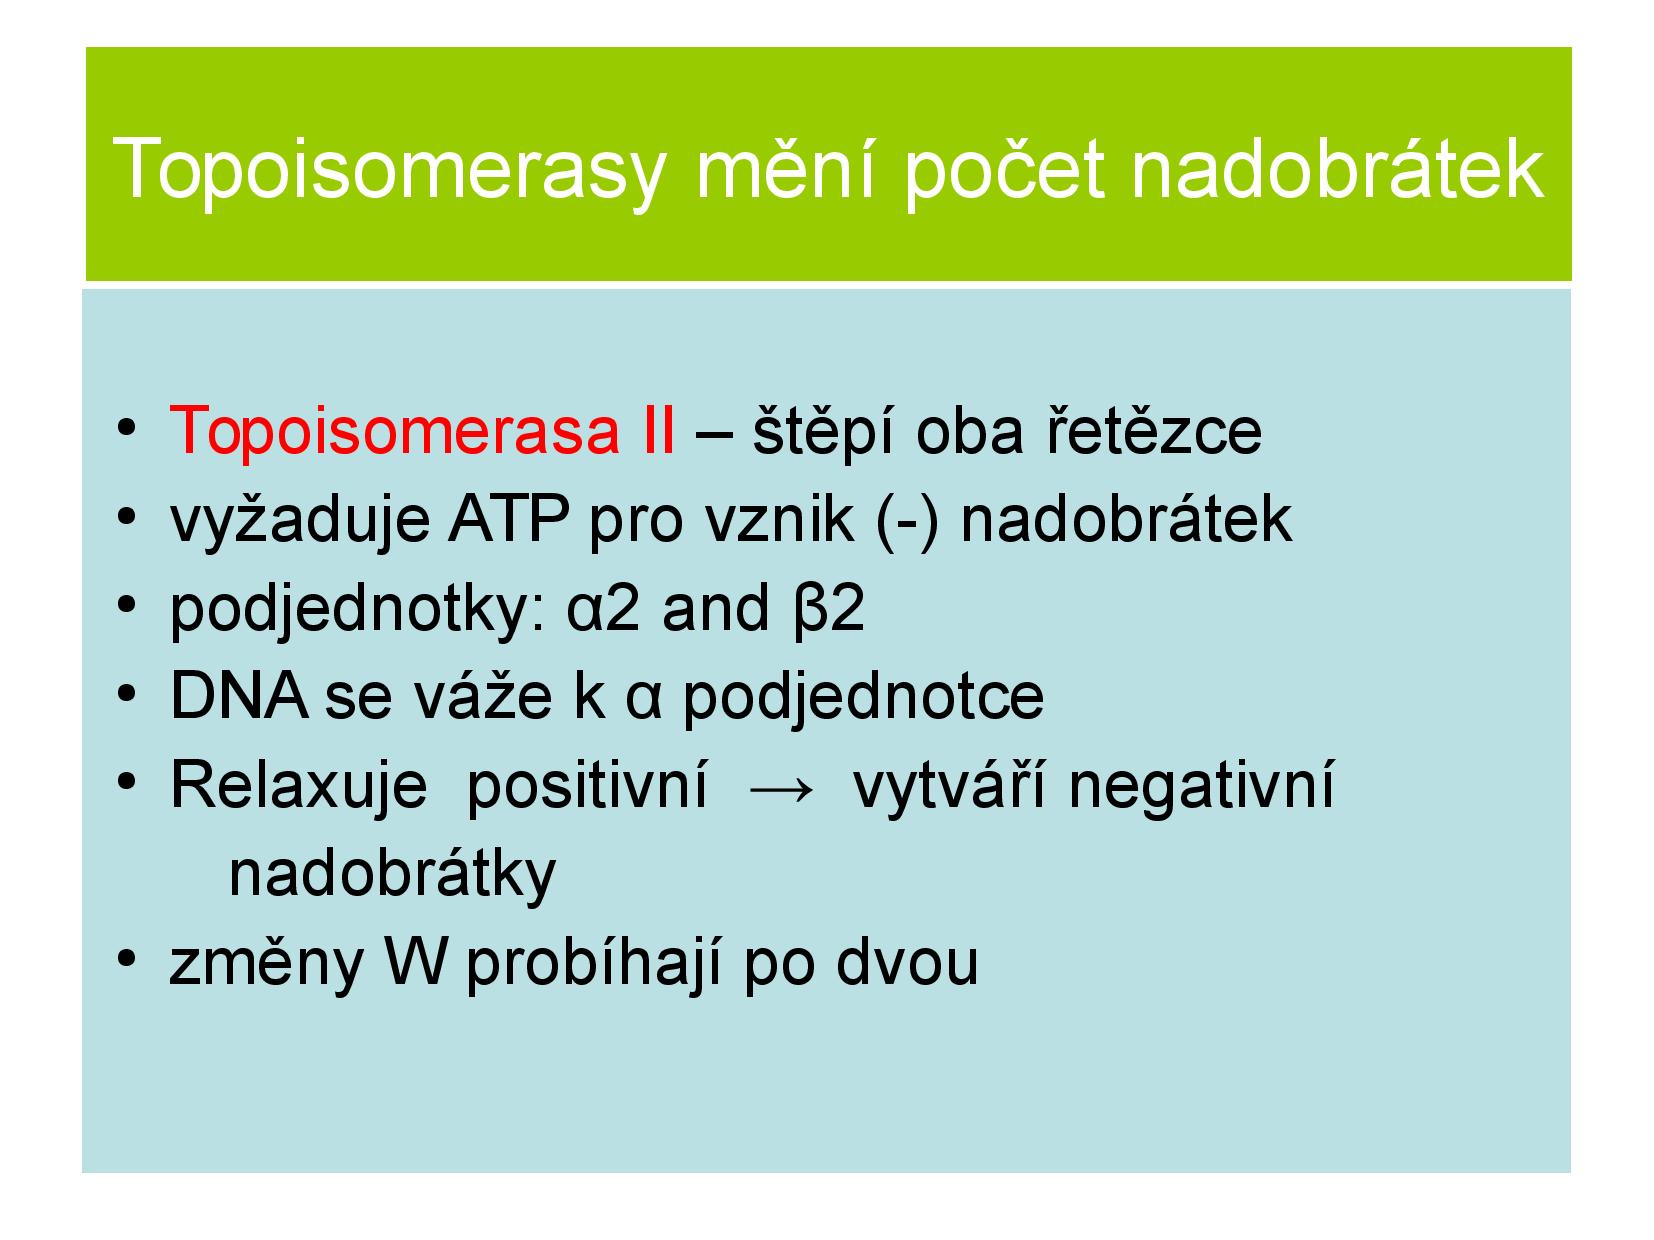 Topoisomerasy mění počet nadobrátek
• Topoisomerasa II – štěpí oba řetězce
• vyžaduje ATP pro vznik (-) nadobrátek
• podjednotky: α2 and β2
• DNA se váže k α podjednotce
• Relaxuje positivní → vytváří negativní
nadobrátky
• změny W probíhají po dvou